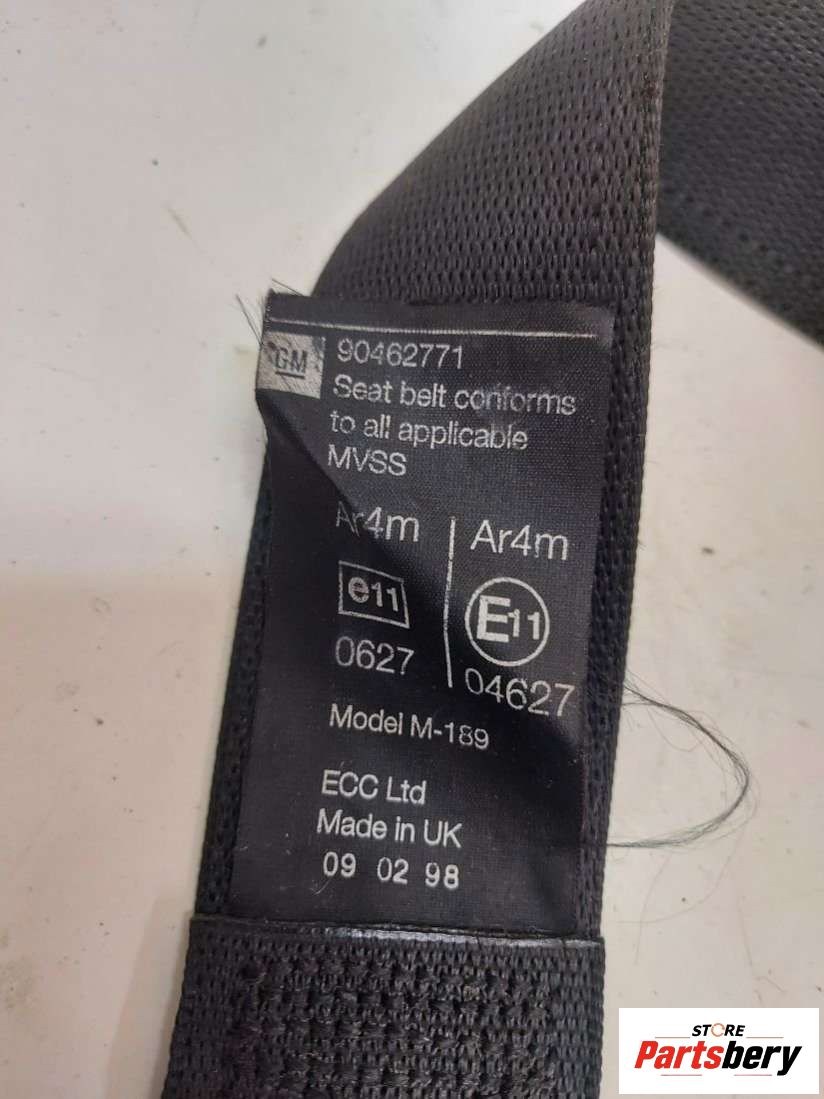 GM
90462771
Seat belt conforms
to all applicable
MVSS
Ar4m
e11
0627
Ar4m
E11
04627
Model M-189
ECC Ltd
Made in UK
09 02 98
STORE
Partsbery